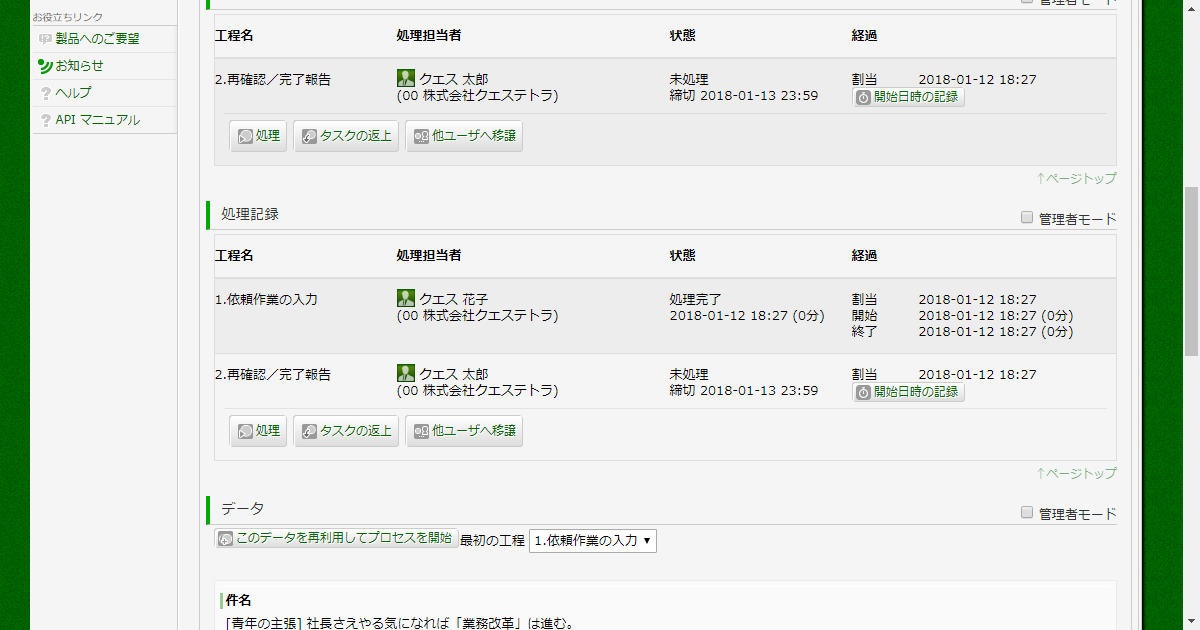 お役立ちリンク
製品へのご要望
お知らせ
ヘルプ
API マニュアル
管理者モード
工程名 処理担当者 状態 経過
2.再確認／完了報告 クエス 太郎 未処理 割当 2018-01-12 18:27
(00 株式会社クエステトラ) 締切 2018-01-13 23:59 開始日時の記録
処理 タスクの返上 他ユーザへ移譲
↑ページトップ
処理記録 管理者モード
工程名 処理担当者 状態 経過
1.依頼作業の入力 クエス 花子 処理完了 割当 2018-01-12 18:27
(00 株式会社クエステトラ) 2018-01-12 18:27 (0分) 開始 2018-01-12 18:27 (0分)
終了 2018-01-12 18:27 (0分)
2.再確認／完了報告 クエス 太郎 未処理 割当 2018-01-12 18:27
(00 株式会社クエステトラ) 締切 2018-01-13 23:59 開始日時の記録
処理 タスクの返上 他ユーザへ移譲
↑ページトップ
データ 管理者モード
このデータを再利用してプロセスを開始 最初の工程 1.依頼作業の入力
件名
[青年の主張] 社長さえやる気になれば「業務改革」は進む。